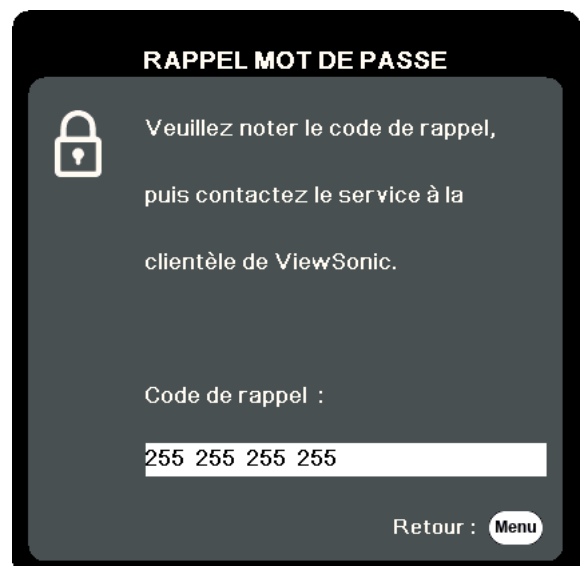 RAPPEL MOT DE PASSE
Veuillez noter le code de rappel,
puis contactez le service à la
clientèle de ViewSonic.
Code de rappel :
255 255 255 255
Retour : Menu